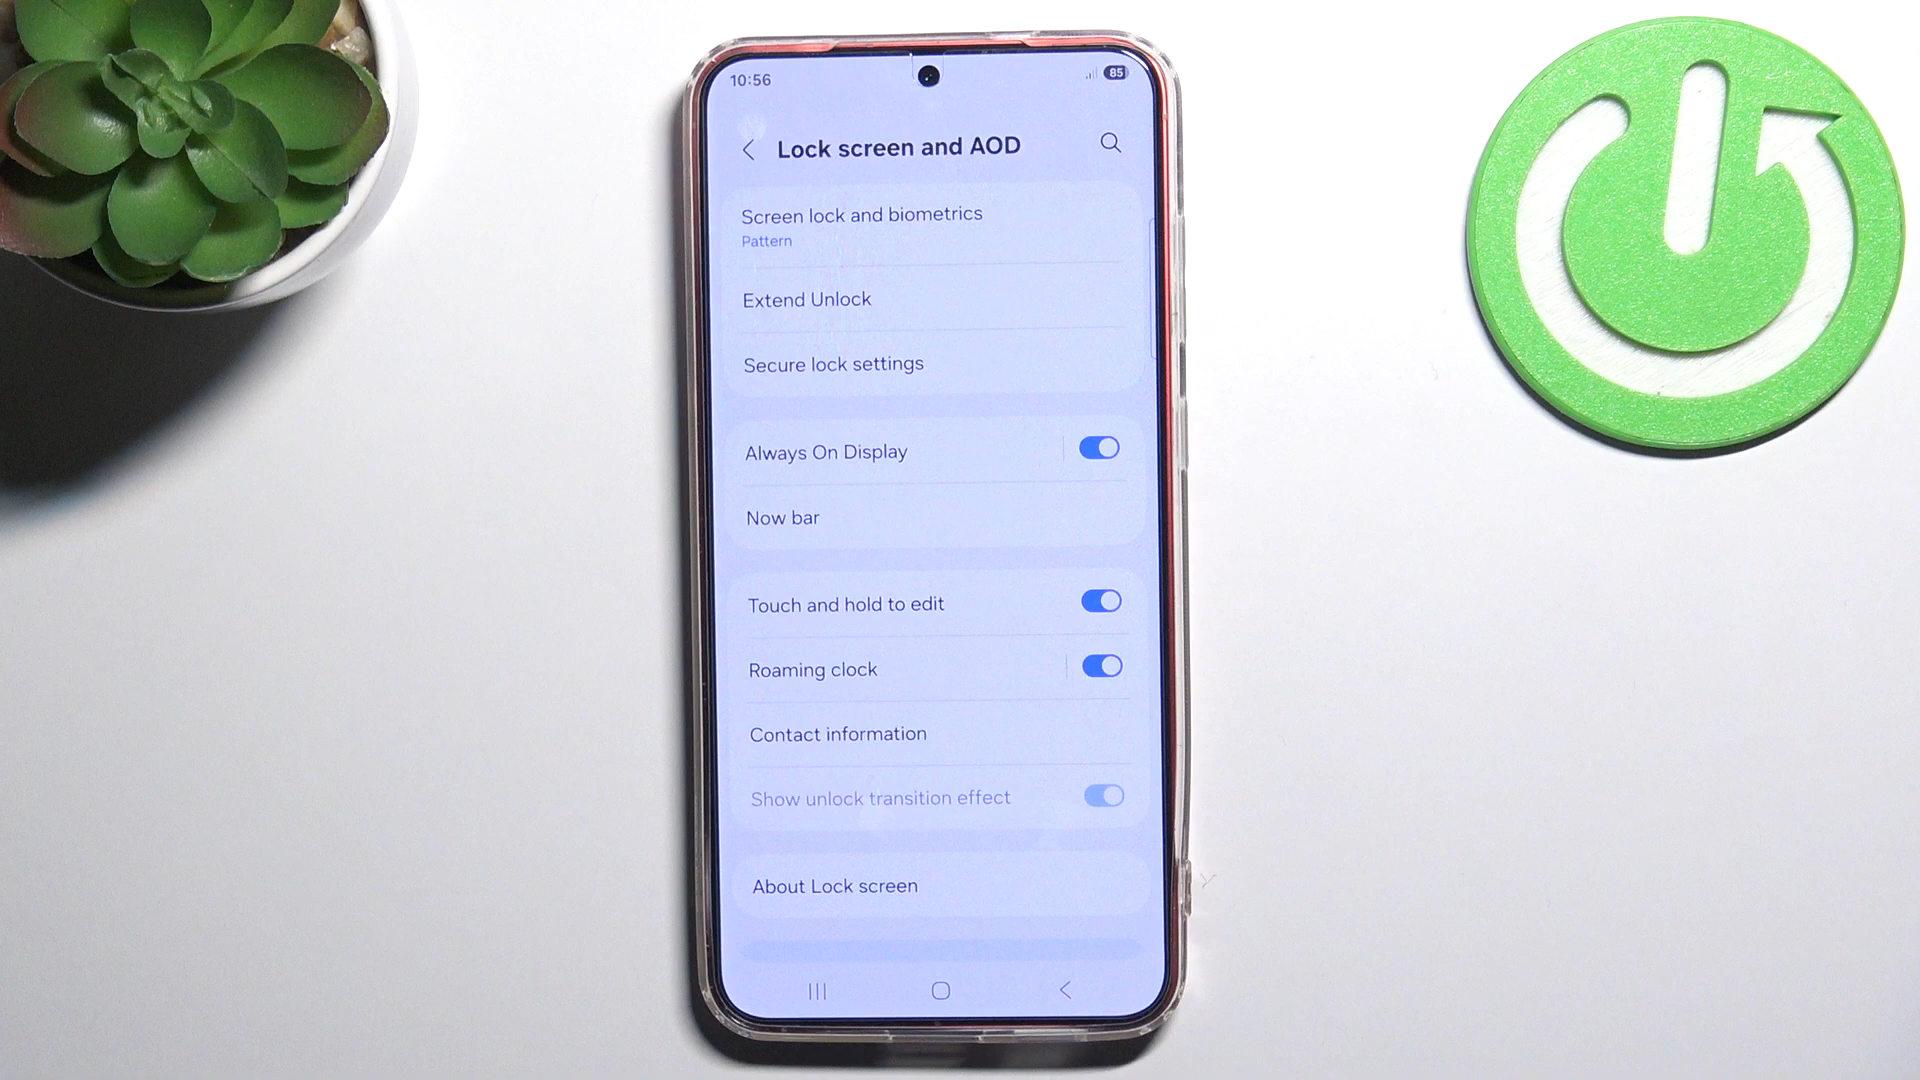 10:56
85
Lock screen and AOD
Screen lock and biometrics
Pattern
Extend Unlock
Secure lock settings
Always On Display
Now bar
Touch and hold to edit
Roaming clock
Contact information
Show unlock transition effect
About Lock screen